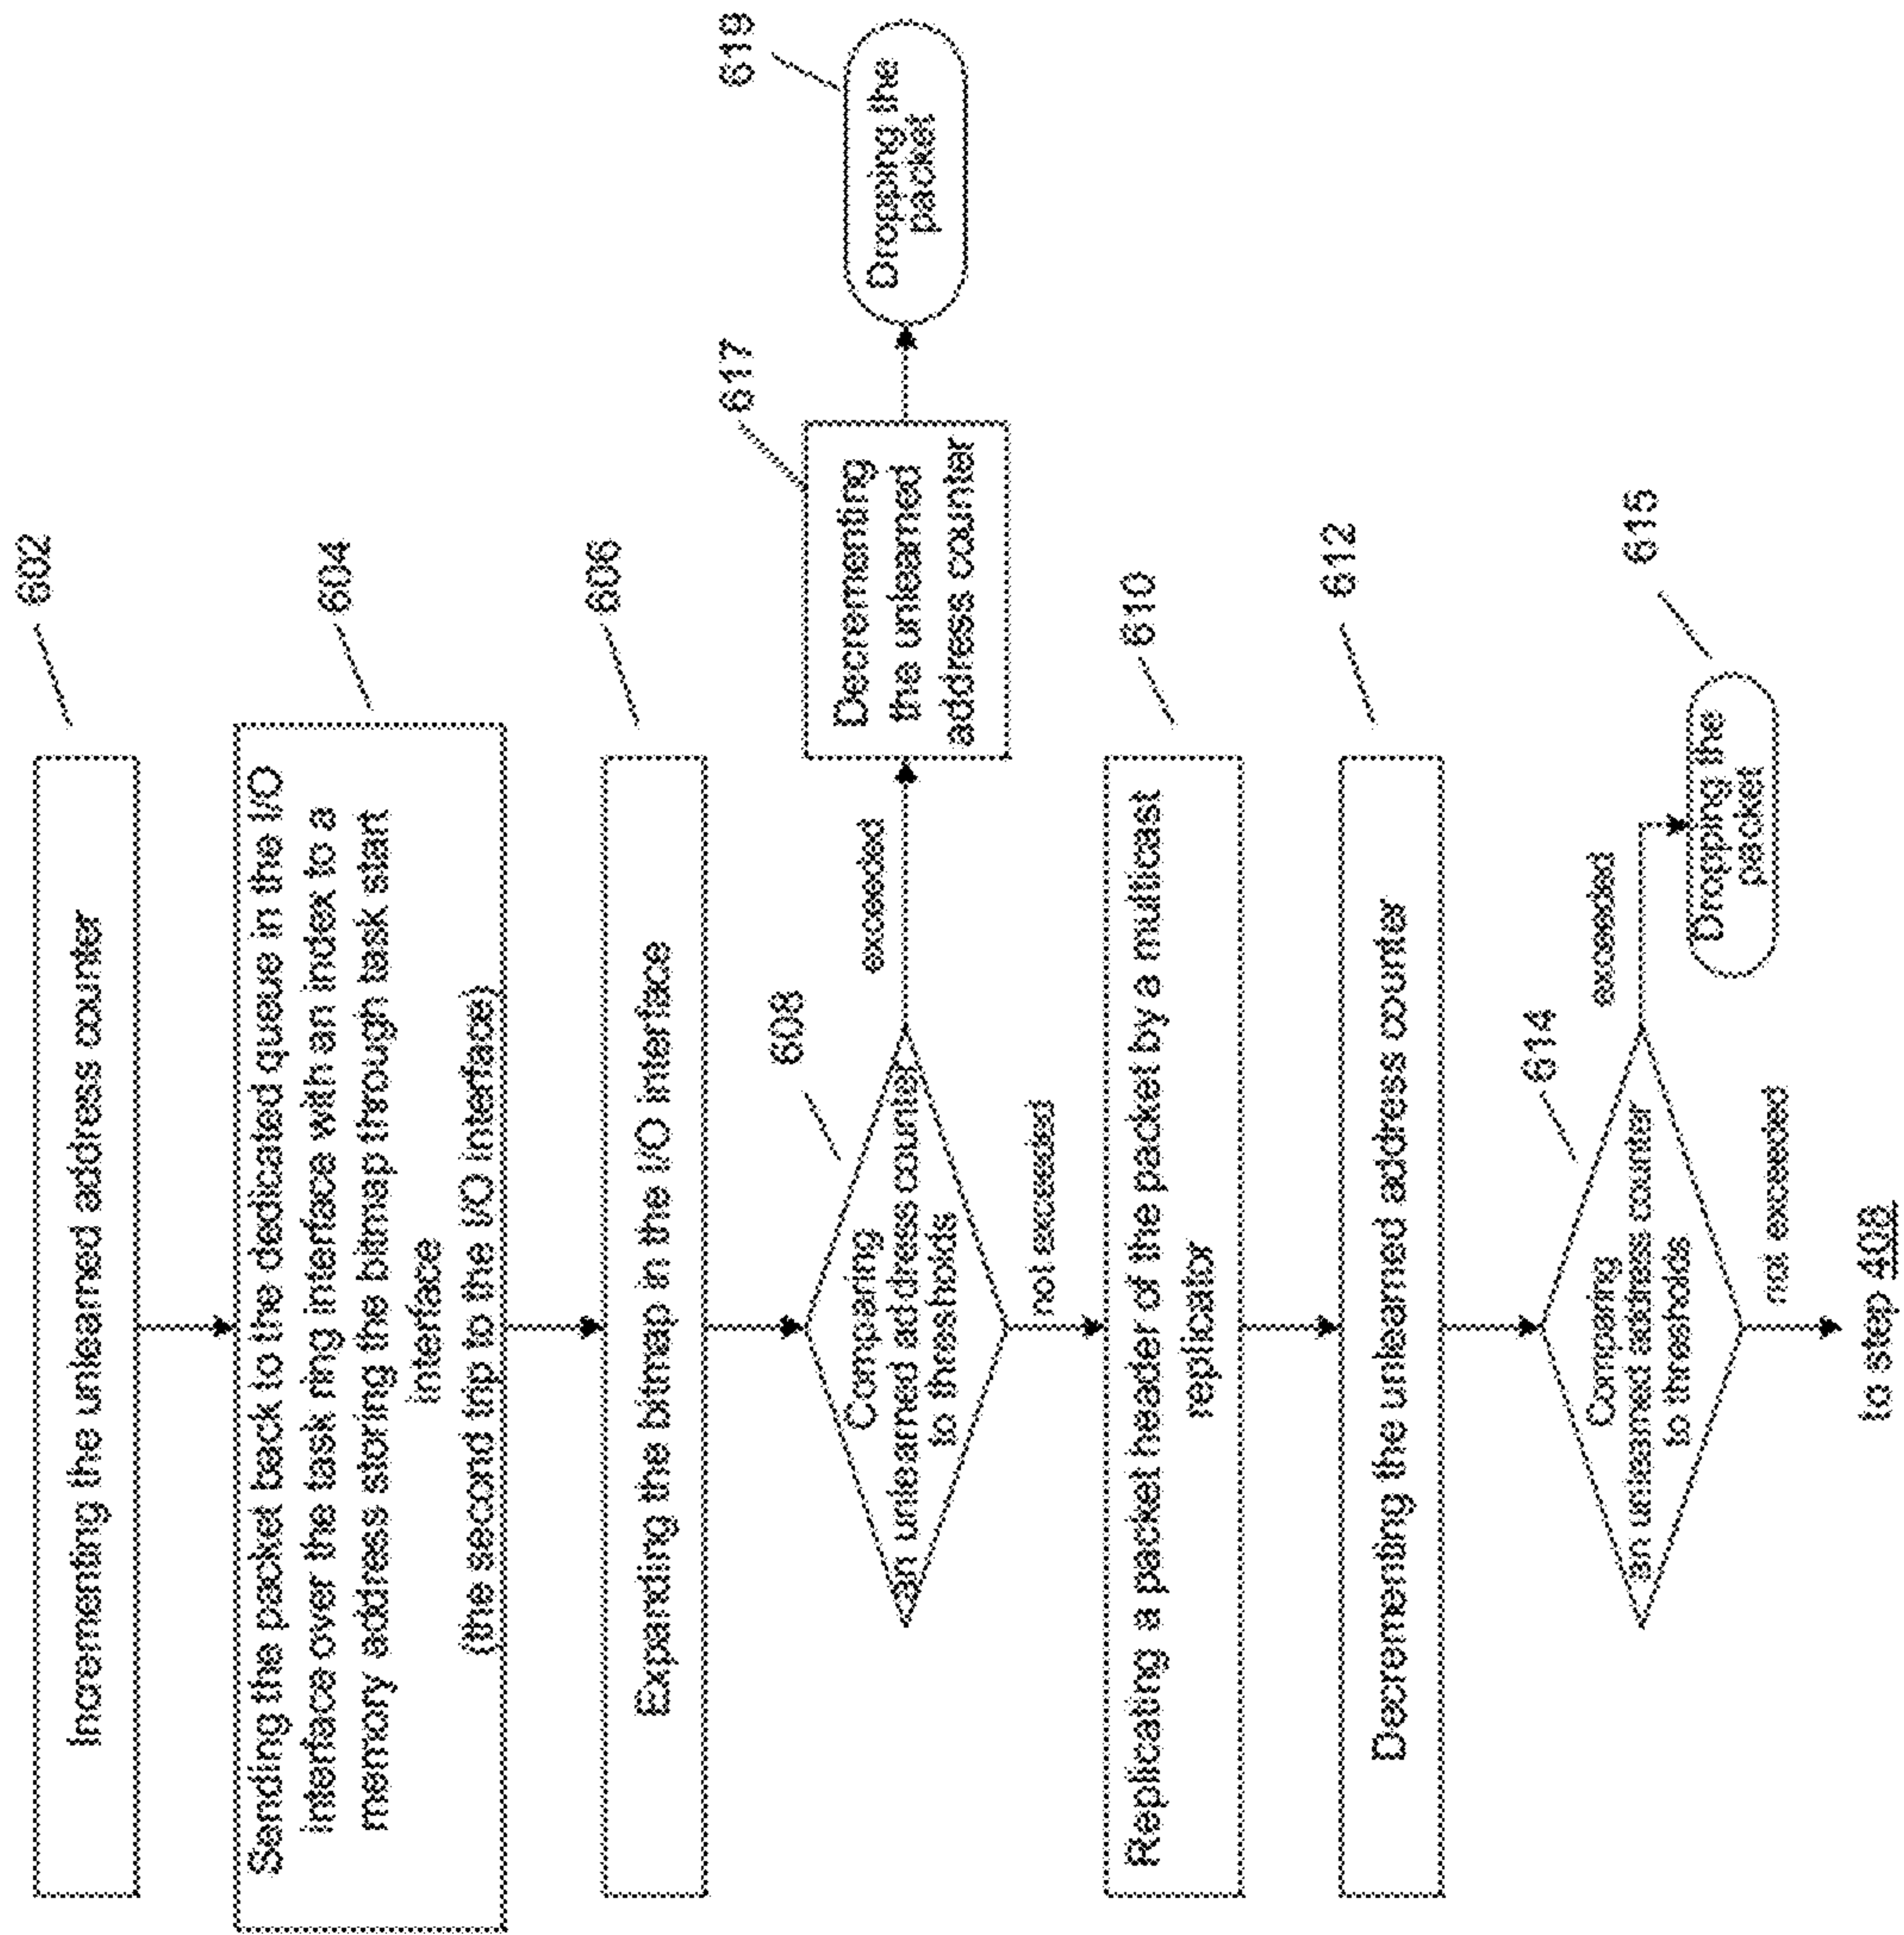 602
Incrementing the unlearned address counter
604
Sending the packet back to the dedicated queue in the I/O
interface over the task ring interface with an index to a
memory address storing the bitmap through task start
interface
(the second trip to the I/O interface)
606
Expanding the bitmap in the I/O interface
608
Comparing
an unlearned address counter
to thresholds
exceeded
617
Decrementing
the unlearned
address counter
619
Dropping the
packet
not exceeded
610
Replicating a packet header of the packet by a multicast
replicator
612
Decrementing the unlearned address counter
614
Comparing
an unlearned address counter
to thresholds
exceeded
615
Dropping the
packet
not exceeded
to step 408